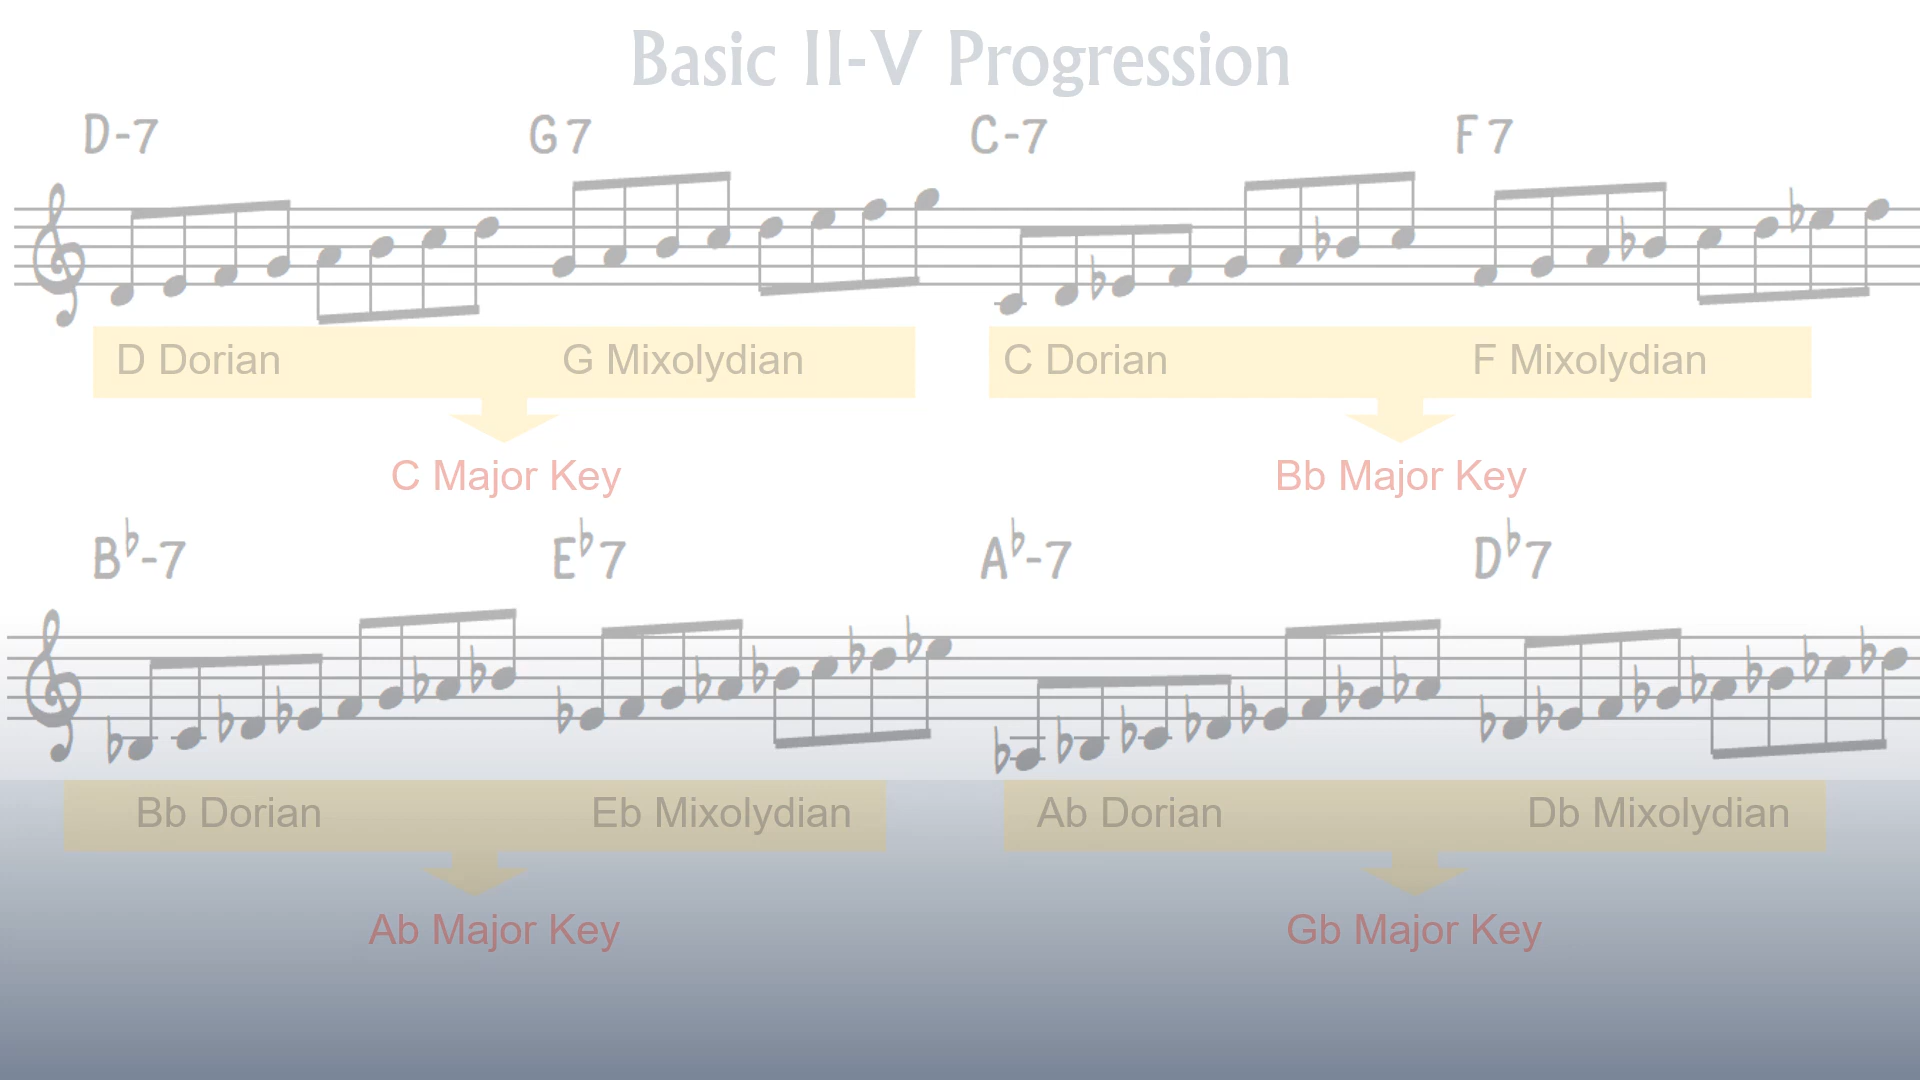 Basic II-V Progression
D-7 G7 C-7 F7
D Dorian G Mixolydian C Dorian F Mixolydian
C Major Key Bb Major Key
B♭-7 E♭7 A♭-7 D♭7
Bb Dorian Eb Mixolydian Ab Dorian Db Mixolydian
Ab Major Key Gb Major Key